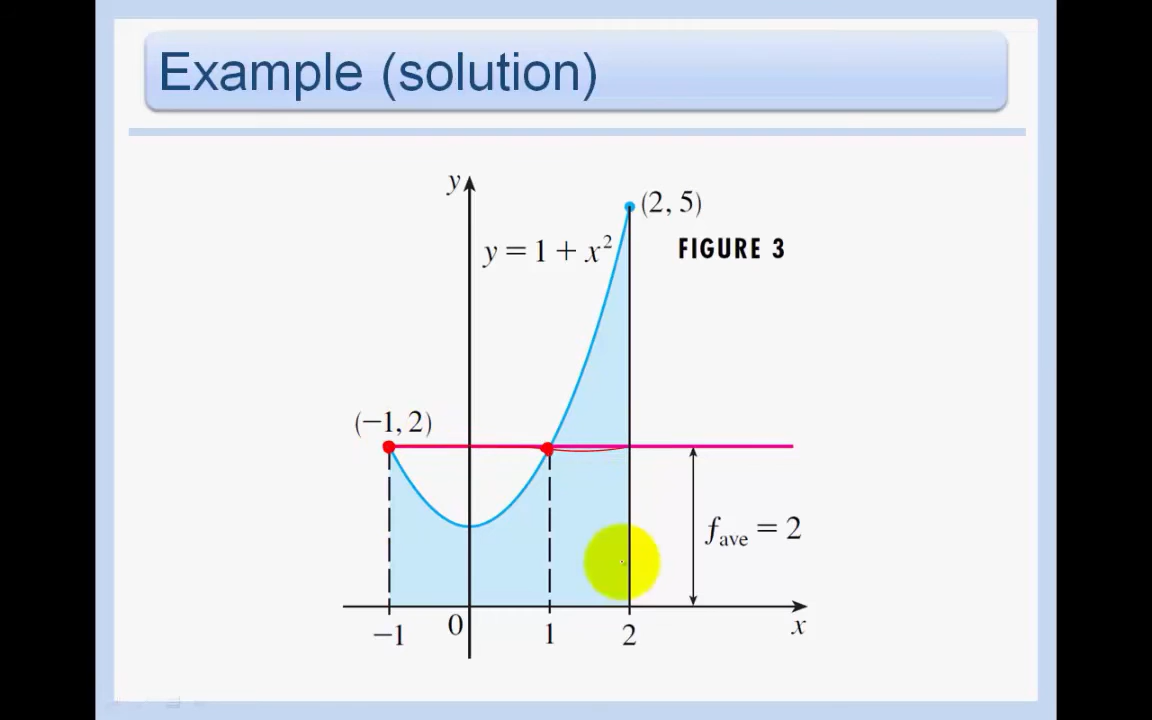 Example (solution)
y
(2, 5)
y = 1 + x²
FIGURE 3
(−1, 2)
f_ave = 2
−1
0
1
2
x